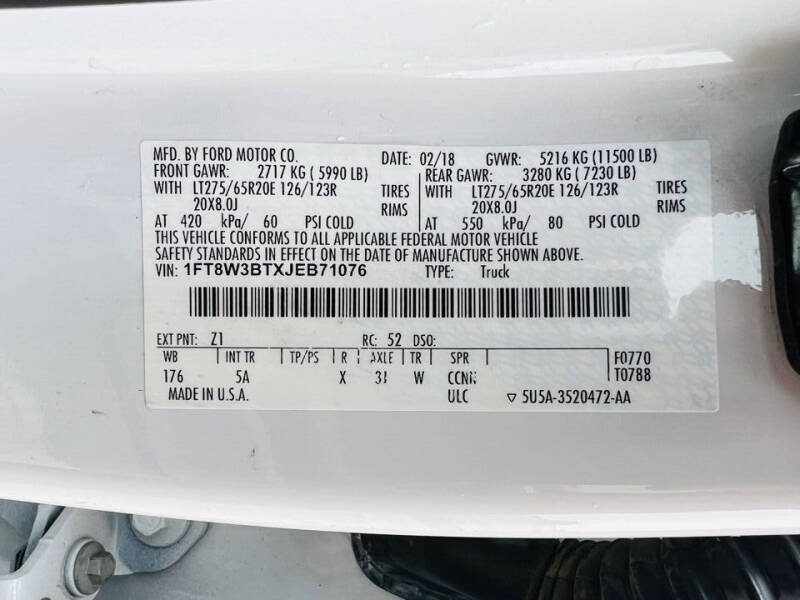 MFD. BY FORD MOTOR CO. DATE: 02/18 GVWR: 5216 KG (11500 LB)
FRONT GAWR: 2717 KG ( 5990 LB) REAR GAWR: 3280 KG ( 7230 LB)
WITH LT275/65R20E 126/123R TIRES WITH LT275/65R20E 126/123R TIRES
20X8.0J RIMS 20X8.0J RIMS
AT 420 kPa/ 60 PSI COLD AT 550 kPa/ 80 PSI COLD
THIS VEHICLE CONFORMS TO ALL APPLICABLE FEDERAL MOTOR VEHICLE
SAFETY STANDARDS IN EFFECT ON THE DATE OF MANUFACTURE SHOWN ABOVE.
VIN: 1FT8W3BTXJEB71076 TYPE: Truck
EXT PNT: Z1 RC: 52 DSO:
WB INT TR TP/PS R AXLE TR SPR F0770
176 5A X 31 W CCNN T0788
MADE IN U.S.A. ULC ▽ 5U5A-3520472-AA